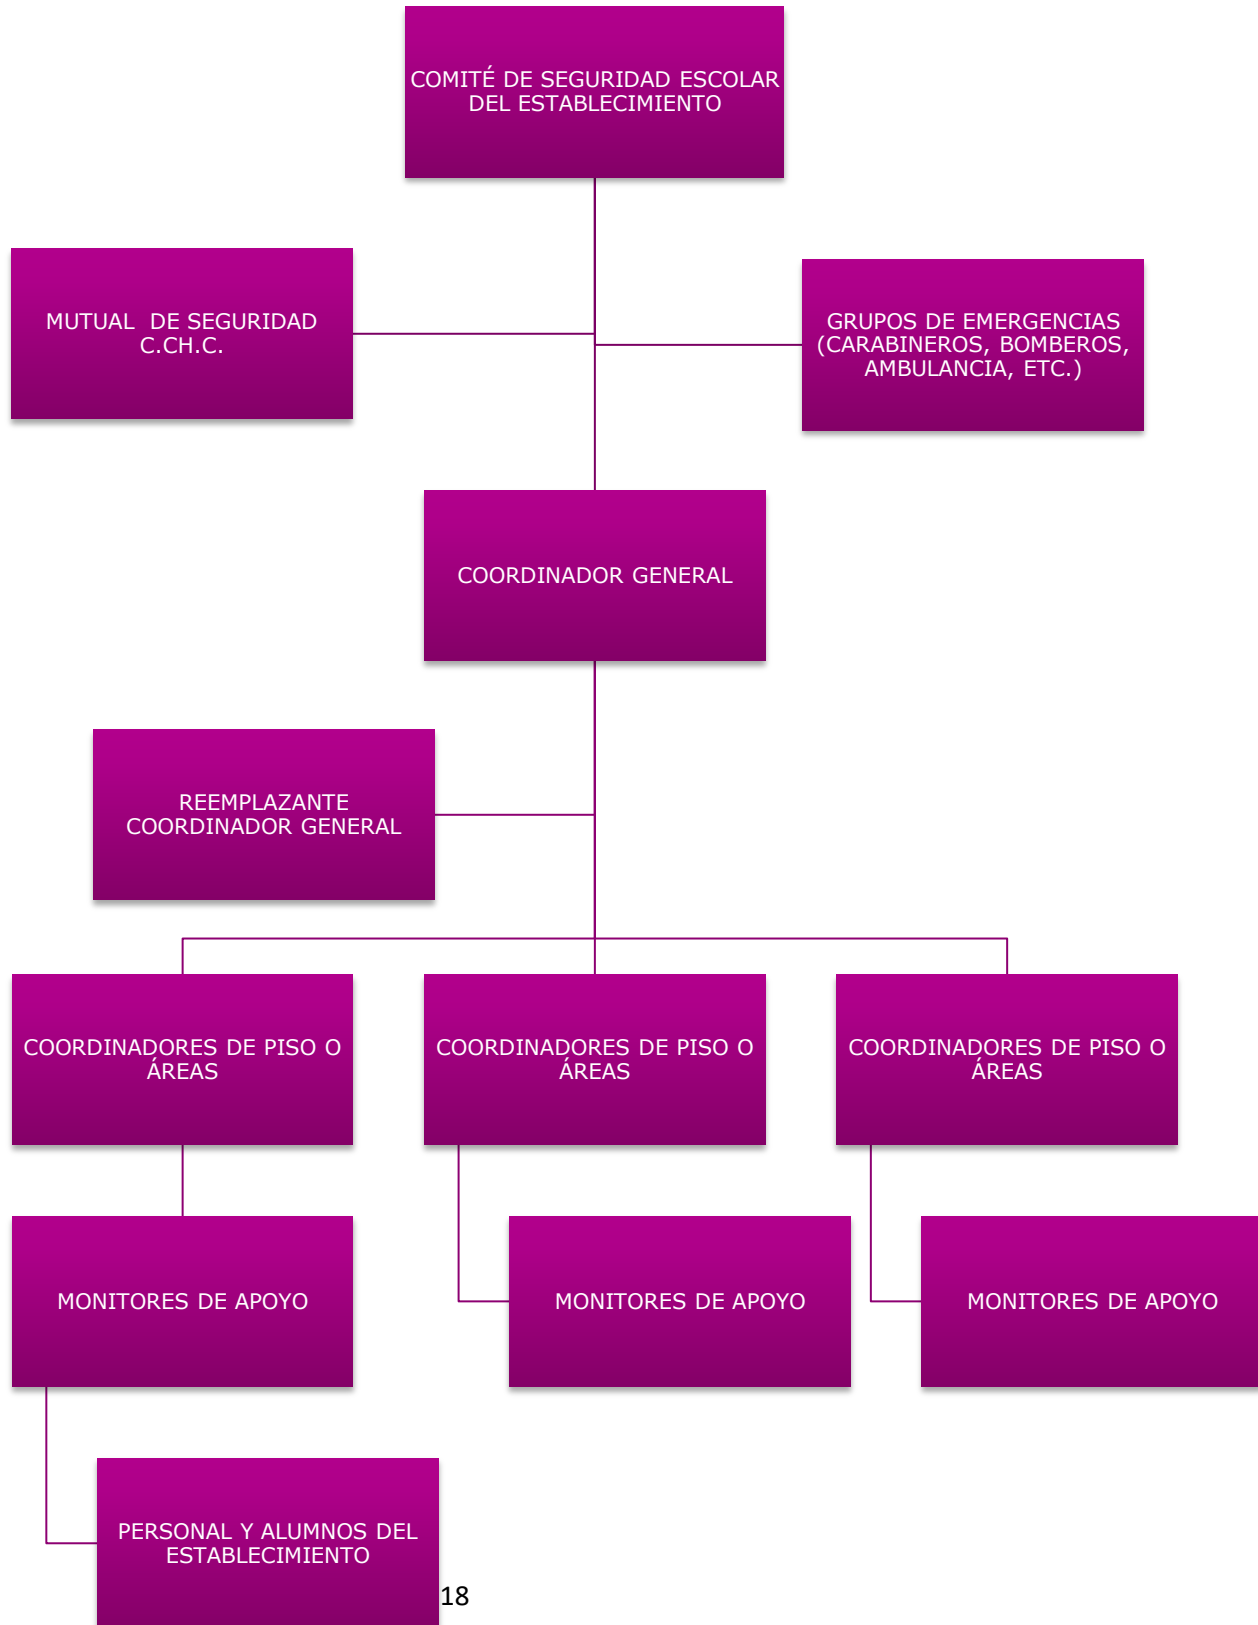 COMITÉ DE SEGURIDAD ESCOLAR
DEL ESTABLECIMIENTO
MUTUAL DE SEGURIDAD
C.CH.C.
GRUPOS DE EMERGENCIAS
(CARABINEROS, BOMBEROS,
AMBULANCIA, ETC.)
COORDINADOR GENERAL
REEMPLAZANTE
COORDINADOR GENERAL
COORDINADORES DE PISO O
ÁREAS
COORDINADORES DE PISO O
ÁREAS
COORDINADORES DE PISO O
ÁREAS
MONITORES DE APOYO
MONITORES DE APOYO
MONITORES DE APOYO
PERSONAL Y ALUMNOS DEL
ESTABLECIMIENTO
18